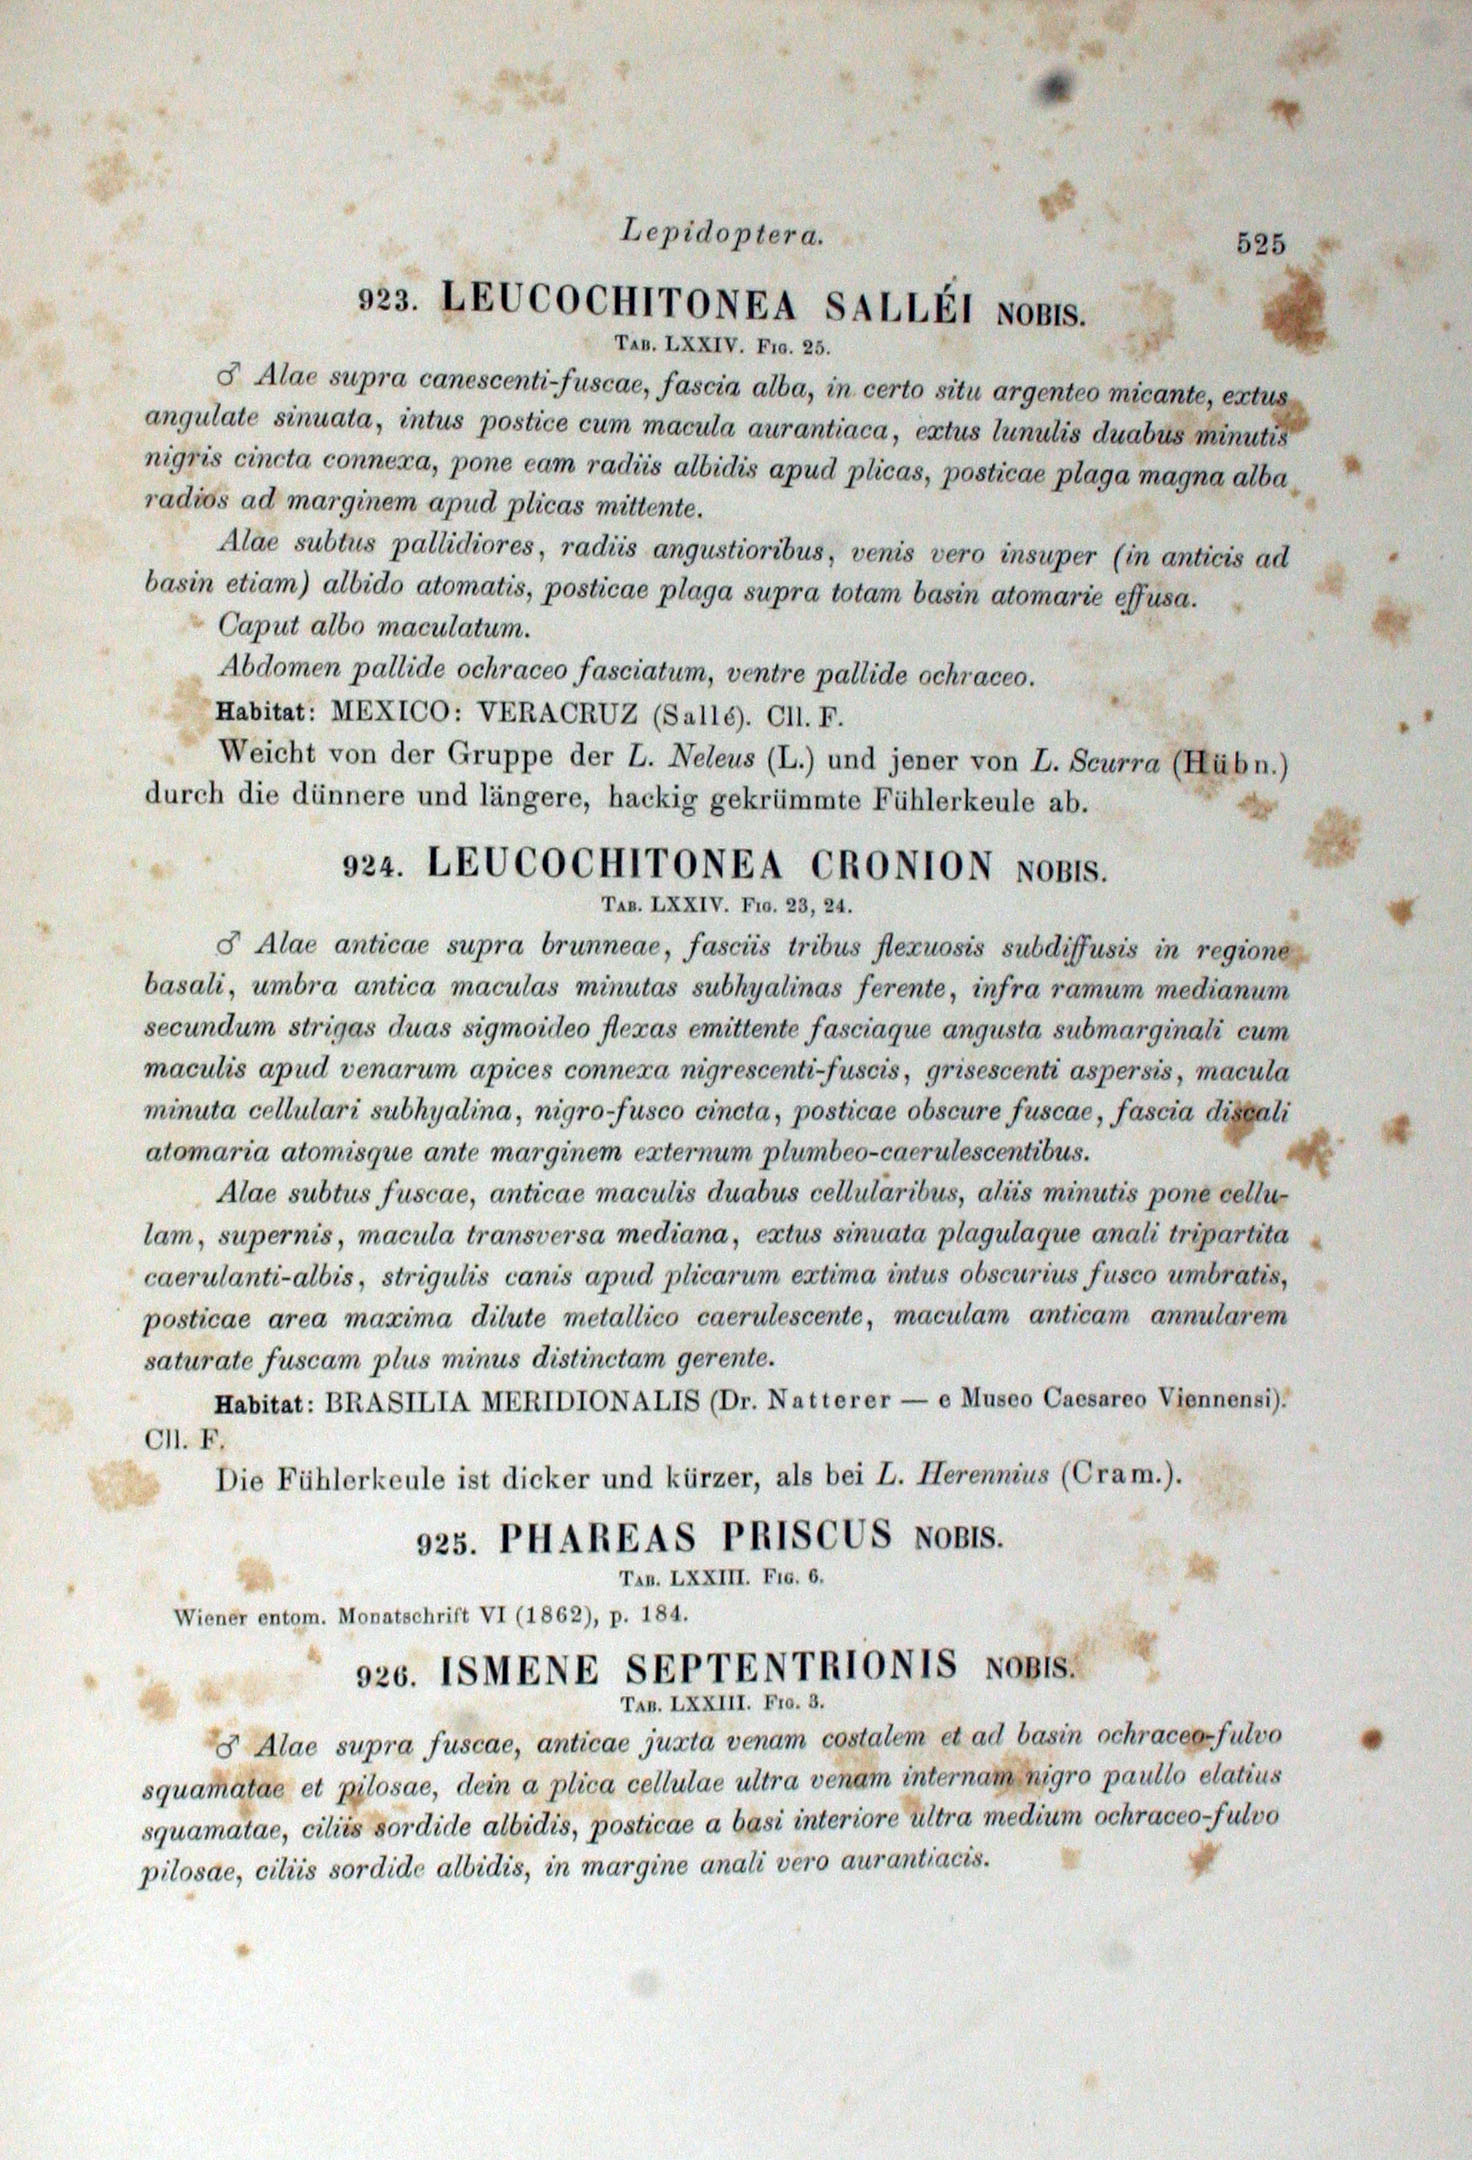 Lepidoptera.
525
923. LEUCOCHITONEA SALLÉI NOBIS.
TAB. LXXIV. FIG. 25.
♂ Alae supra canescenti-fuscae, fascia alba, in certo situ argenteo micante, extus
angulate sinuata, intus postice cum macula aurantiaca, extus lunulis duabus minutis
nigris cincta connexa, pone eam radiis albidis apud plicas, posticae plaga magna alba
radios ad marginem apud plicas mittente.
Alae subtus pallidiores, radiis angustioribus, venis vero insuper (in anticis ad
basin etiam) albido atomatis, posticae plaga supra totam basin atomarie effusa.
Caput albo maculatum.
Abdomen pallide ochraceo fasciatum, ventre pallide ochraceo.
Habitat: MEXICO: VERACRUZ (Sallé). Cll. F.
Weicht von der Gruppe der L. Neleus (L.) und jener von L. Scurra (Hübn.)
durch die dünnere und längere, hackig gekrümmte Fühlerkeule ab.
924. LEUCOCHITONEA CRONION NOBIS.
TAB. LXXIV. FIG. 23, 24.
♂ Alae anticae supra brunneae, fasciis tribus flexuosis subdiffusis in regione
basali, umbra antica maculas minutas subhyalinas ferente, infra ramum medianum
secundum strigas duas sigmoideo flexas emittente fasciaque angusta submarginali cum
maculis apud venarum apices connexa nigrescenti-fuscis, grisescenti aspersis, macula
minuta cellulari subhyalina, nigro-fusco cincta, posticae obscure fuscae, fascia discali
atomaria atomisque ante marginem externum plumbeo-caerulescentibus.
Alae subtus fuscae, anticae maculis duabus cellularibus, aliis minutis pone cellu-
lam, supernis, macula transversa mediana, extus sinuata plagulaque anali tripartita
caerulanti-albis, strigulis canis apud plicarum extima intus obscurius fusco umbratis,
posticae area maxima dilute metallico caerulescente, maculam anticam annularem
saturate fuscam plus minus distinctam gerente.
Habitat: BRASILIA MERIDIONALIS (Dr. Natterer — e Museo Caesareo Viennensi).
Cll. F.
Die Fühlerkeule ist dicker und kürzer, als bei L. Herennius (Cram.).
925. PHAREAS PRISCUS NOBIS.
TAB. LXXIII. FIG. 6.
Wiener entom. Monatschrift VI (1862), p. 184.
926. ISMENE SEPTENTRIONIS NOBIS.
TAB. LXXIII. FIG. 3.
♂ Alae supra fuscae, anticae juxta venam costalem et ad basin ochraceo-fulvo
squamatae et pilosae, dein a plica cellulae ultra venam internam nigro paullo elatius
squamatae, ciliis sordide albidis, posticae a basi interiore ultra medium ochraceo-fulvo
pilosae, ciliis sordide albidis, in margine anali vero aurantiacis.